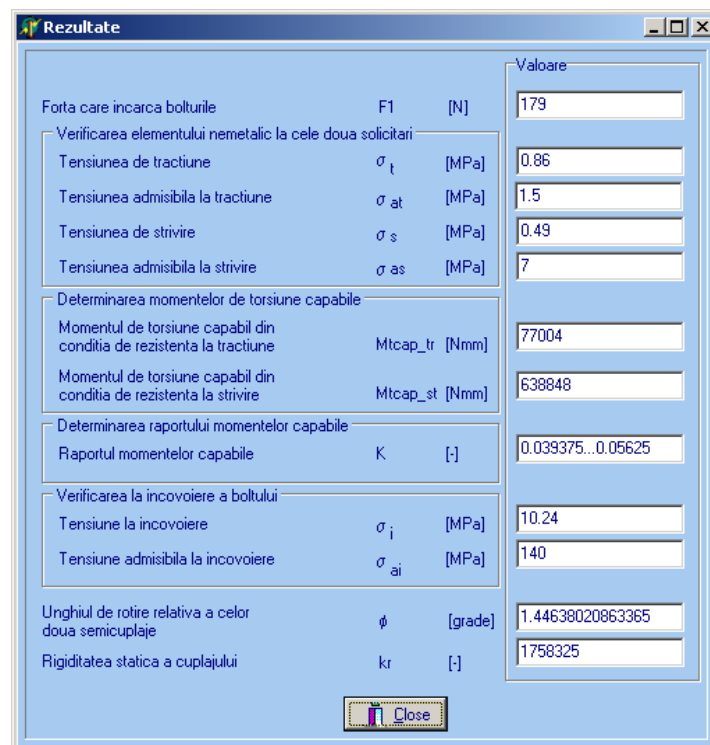 Rezultate
Valoare
Forta care incarca bolturile F1 [N] 179
Verificarea elementului nemetalic la cele doua solicitari
Tensiunea de tractiune σ t [MPa] 0.86
Tensiunea admisibila la tractiune σ at [MPa] 1.5
Tensiunea de strivire σ s [MPa] 0.49
Tensiunea admisibila la strivire σ as [MPa] 7
Determinarea momentelor de torsiune capabile
Momentul de torsiune capabil din
conditia de rezistenta la tractiune Mtcap_tr [Nmm] 77004
Momentul de torsiune capabil din
conditia de rezistenta la strivire Mtcap_st [Nmm] 638848
Determinarea raportului momentelor capabile
Raportul momentelor capabile K [-] 0.039375...0.05625
Verificarea la incovoiere a boltului
Tensiune la incovoiere σ i [MPa] 10.24
Tensiune admisibila la incovoiere σ ai [MPa] 140
Unghiul de rotire relativa a celor
doua semicuplaje ϕ [grade] 1.44638020863365
Rigiditatea statica a cuplajului kr [-] 1758325
Close